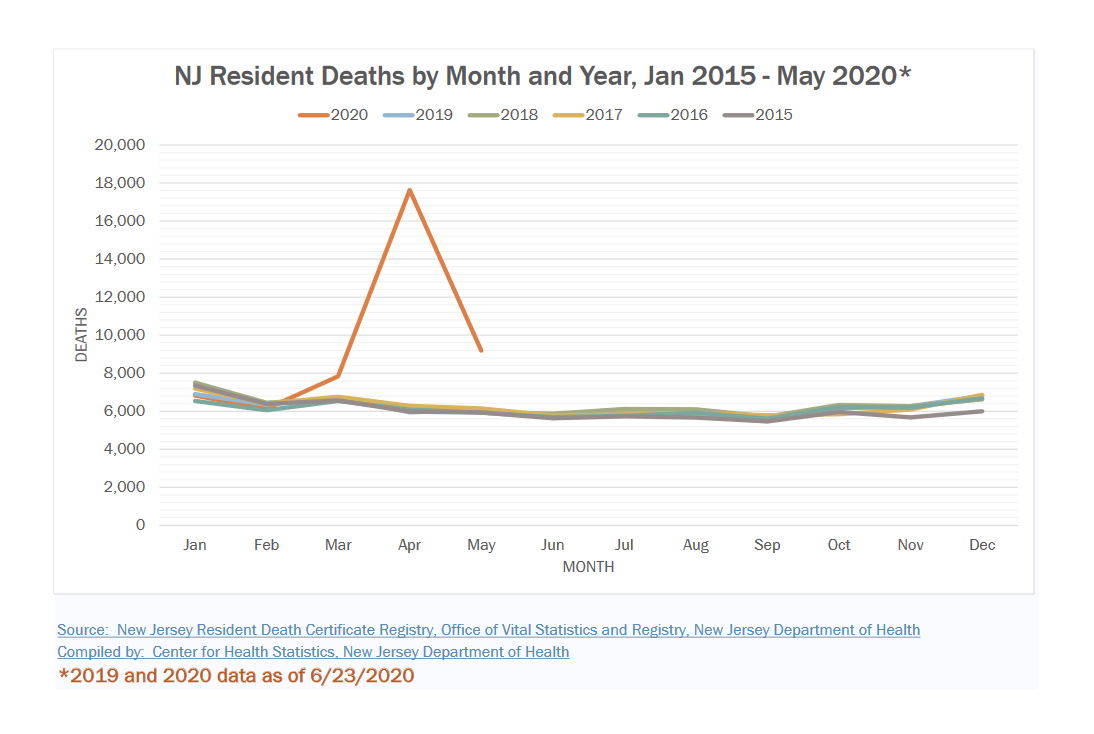 NJ Resident Deaths by Month and Year, Jan 2015 - May 2020*
2020 2019 2018 2017 2016 2015
20,000
18,000
16,000
14,000
12,000
10,000
8,000
6,000
4,000
2,000
0
DEATHS
Jan Feb Mar Apr May Jun Jul Aug Sep Oct Nov Dec
MONTH
Source:  New Jersey Resident Death Certificate Registry, Office of Vital Statistics and Registry, New Jersey Department of Health
Compiled by:  Center for Health Statistics, New Jersey Department of Health
*2019 and 2020 data as of 6/23/2020